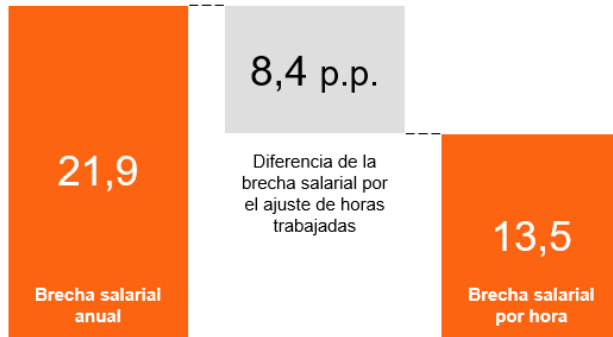 21,9
Brecha salarial
anual
8,4 p.p.
Diferencia de la
brecha salarial por
el ajuste de horas
trabajadas
13,5
Brecha salarial
por hora